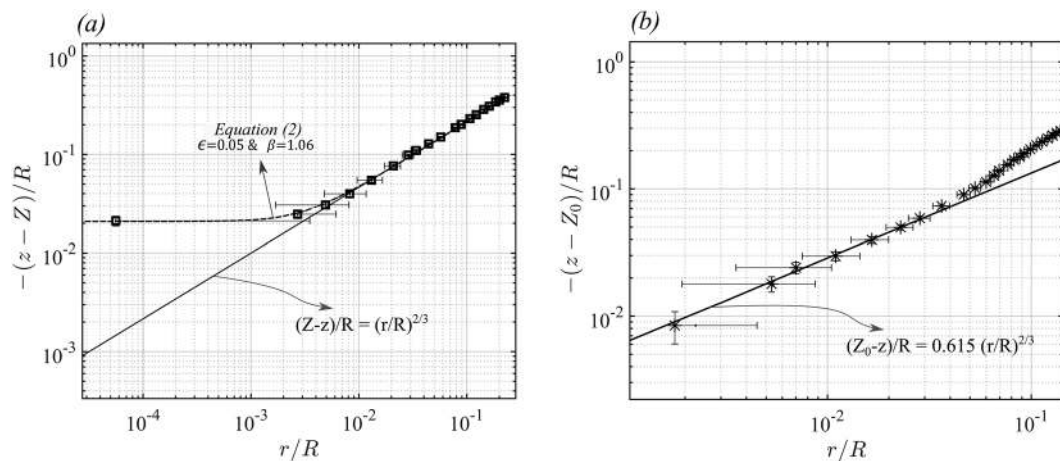 (a)
10^0
10^-1
10^-2
10^-3
−(z − Z)/R
Equation (2)
ϵ=0.05 & β=1.06
(Z-z)/R = (r/R)^2/3
10^-4
10^-3
10^-2
10^-1
r/R
(b)
10^0
10^-1
10^-2
−(z − Z_0)/R
(Z_0-z)/R = 0.615 (r/R)^2/3
10^-2
10^-1
r/R